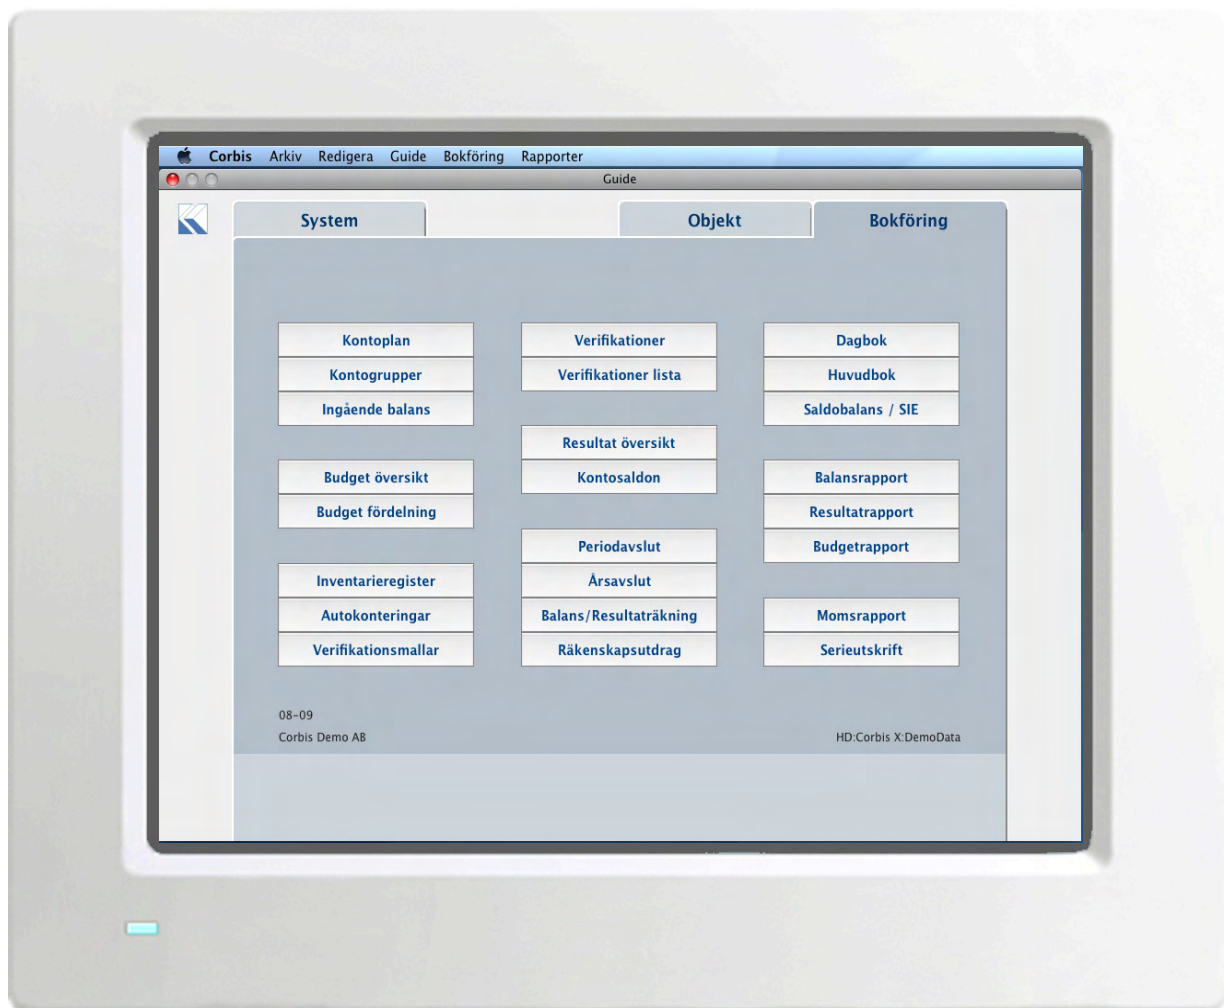 Corbis Arkiv Redigera Guide Bokföring Rapporter
Guide
System Objekt Bokföring
Kontoplan
Kontogrupper
Ingående balans
Budget översikt
Budget fördelning
Inventarieregister
Autokonteringar
Verifikationsmallar
Verifikationer
Verifikationer lista
Resultat översikt
Kontosaldon
Periodavslut
Årsavslut
Balans/Resultaträkning
Räkenskapsutdrag
Dagbok
Huvudbok
Saldobalans / SIE
Balansrapport
Resultatrapport
Budgetrapport
Momsrapport
Serieutskrift
08-09
Corbis Demo AB
HD:Corbis X:DemoData